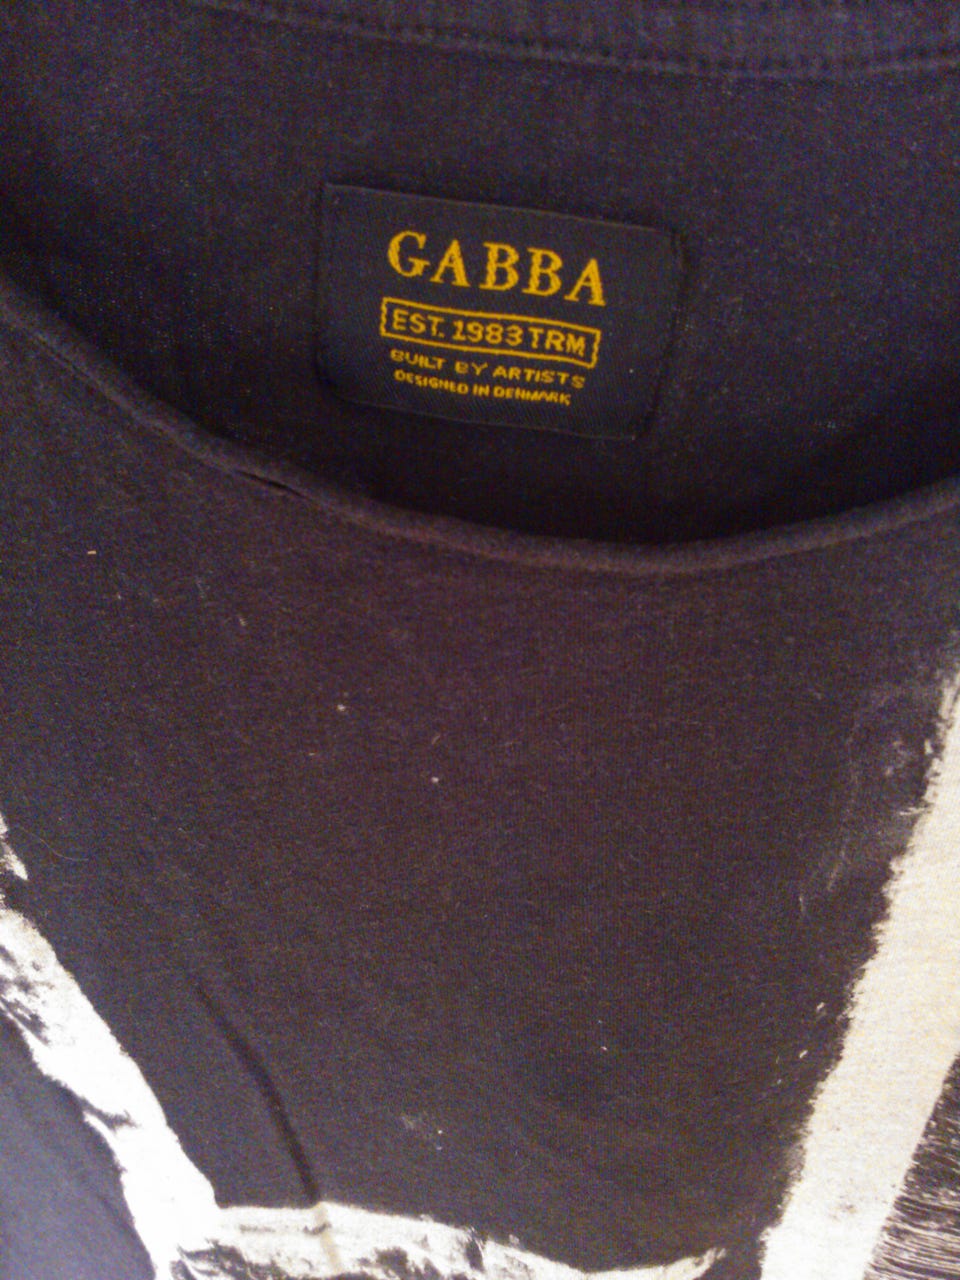 GABBA
EST. 1983 TRM
BUILT BY ARTISTS
DESIGNED IN DENMARK